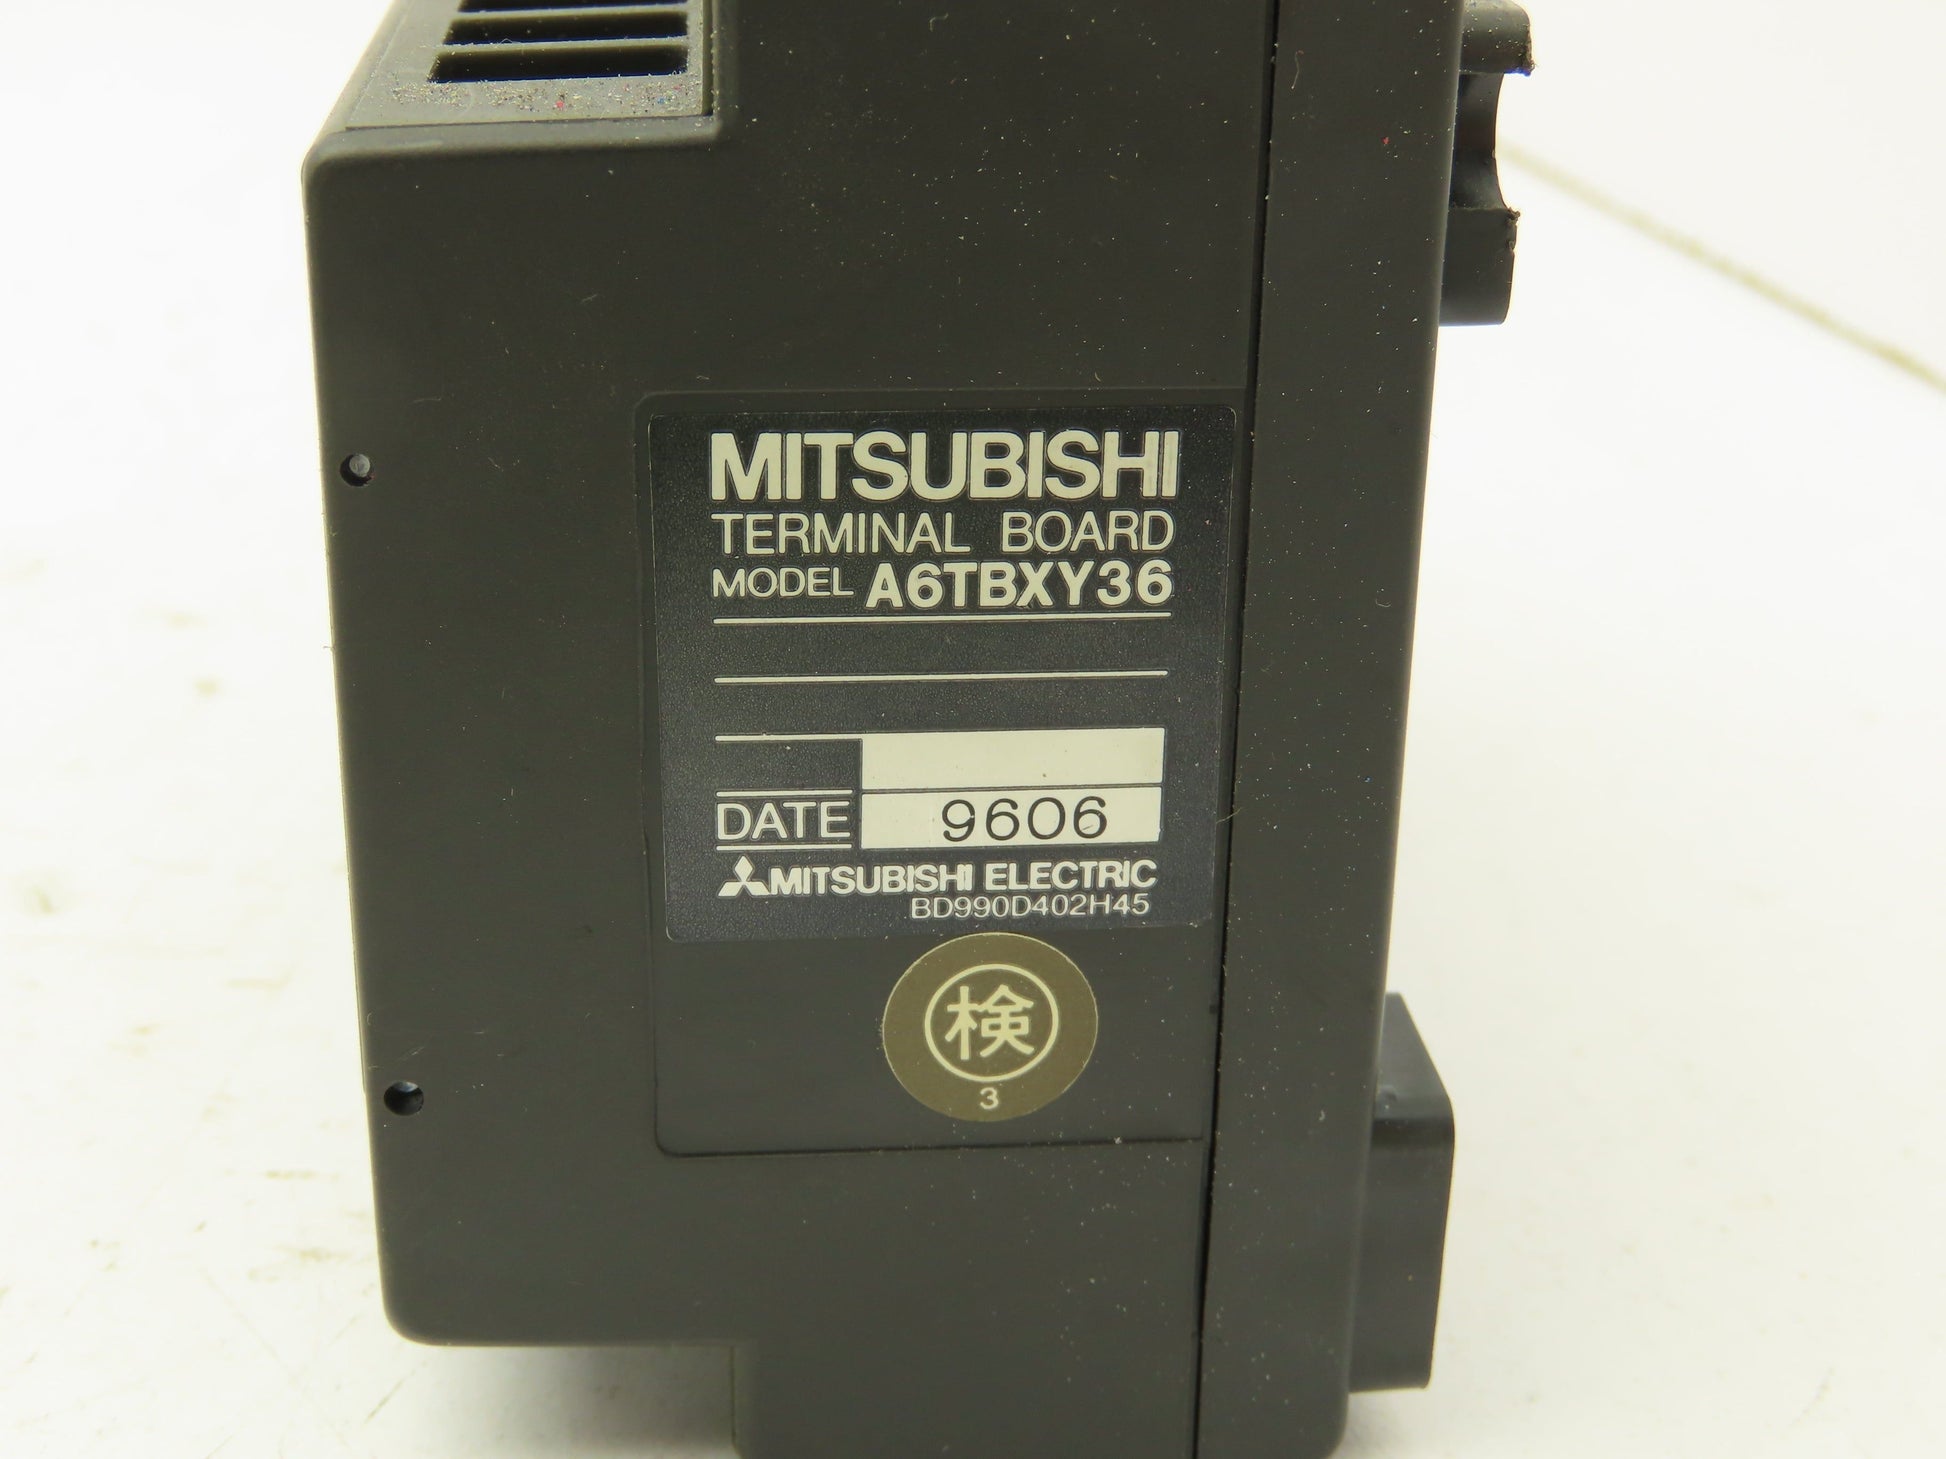 MITSUBISHI
TERMINAL BOARD
MODEL A6TBXY36
DATE 9606
MITSUBISHI ELECTRIC
BD990D402H45
検
3